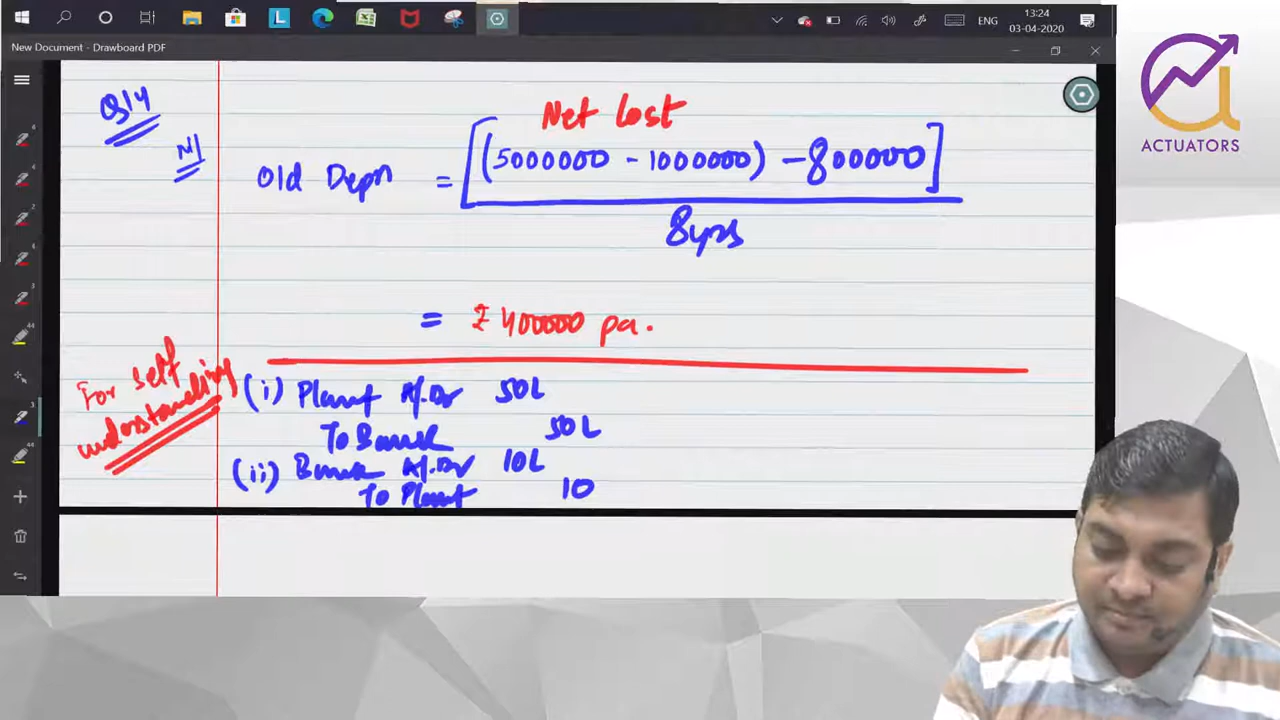 ENG
13:24
03-04-2020
New Document - Drawboard PDF
ACTUATORS
Q14
N1
Net Cost
Old Depn = [(5000000 - 1000000) - 800000]
8yrs
= ₹ 400000 pa.
For self
understanding
(i) Plant A/. Dr 50L
To Bank 50L
(ii) Bank A/. Dr 10L
To Plant 10